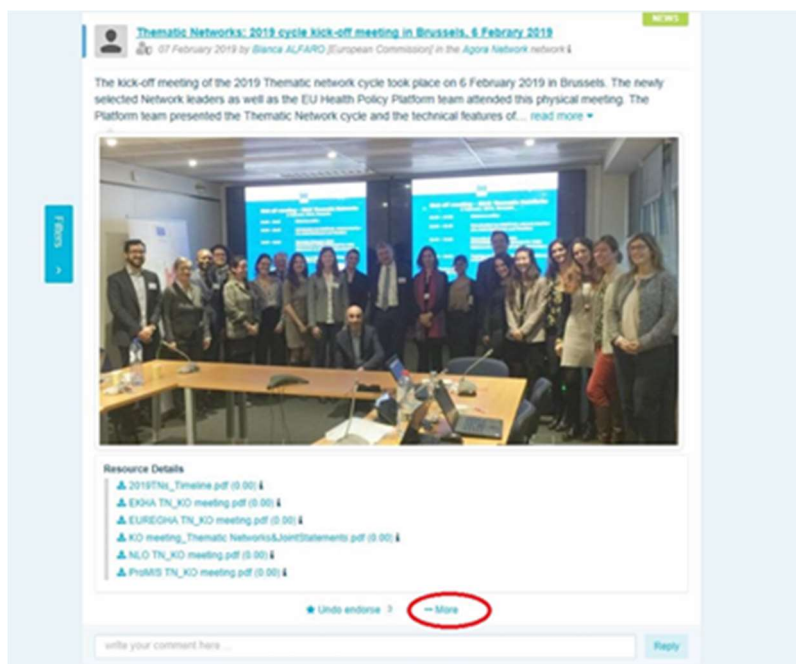 NEWS
Thematic Networks: 2019 cycle kick-off meeting in Brussels, 6 Febrary 2019
07 February 2019 by Blanca ALFARO [European Commission] in the Agora Network network
The kick-off meeting of the 2019 Thematic network cycle took place on 6 February 2019 in Brussels. The newly
selected Network leaders as well as the EU Health Policy Platform team attended this physical meeting. The
Platform team presented the Thematic Network cycle and the technical features of... read more
Filters
Resource Details
2019TNs_Timeline.pdf (0.00)
EKHA TN_KO meeting.pdf (0.00)
EUREGHA TN_KO meeting.pdf (0.00)
KO meeting_Thematic Networks&JointStatements.pdf (0.00)
NLO TN_KO meeting.pdf (0.00)
ProMIS TN_KO meeting.pdf (0.00)
Undo endorse 3 More
write your comment here ... Reply